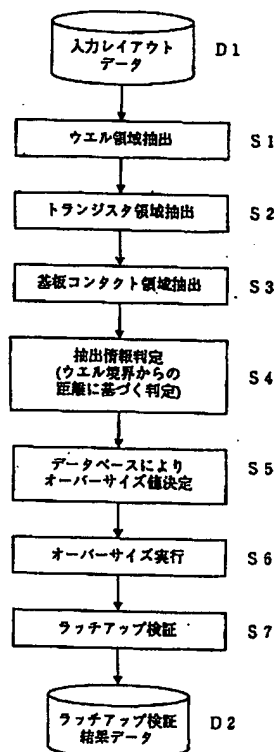 入力レイアウト
データ
D1
ウエル領域抽出
S1
トランジスタ領域抽出
S2
基板コンタクト領域抽出
S3
抽出情報判定
(ウエル境界からの
距離に基づく判定)
S4
データベースにより
オーバーサイズ値決定
S5
オーバーサイズ実行
S6
ラッチアップ検証
S7
ラッチアップ検証
結果データ
D2